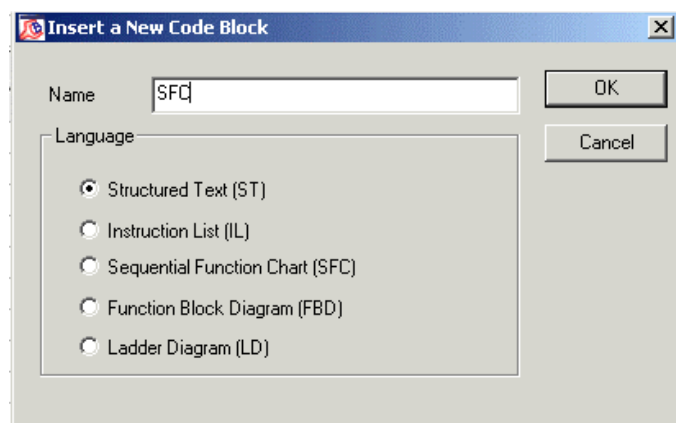 Insert a New Code Block
Name SFC OK
Language Cancel
Structured Text (ST)
Instruction List (IL)
Sequential Function Chart (SFC)
Function Block Diagram (FBD)
Ladder Diagram (LD)